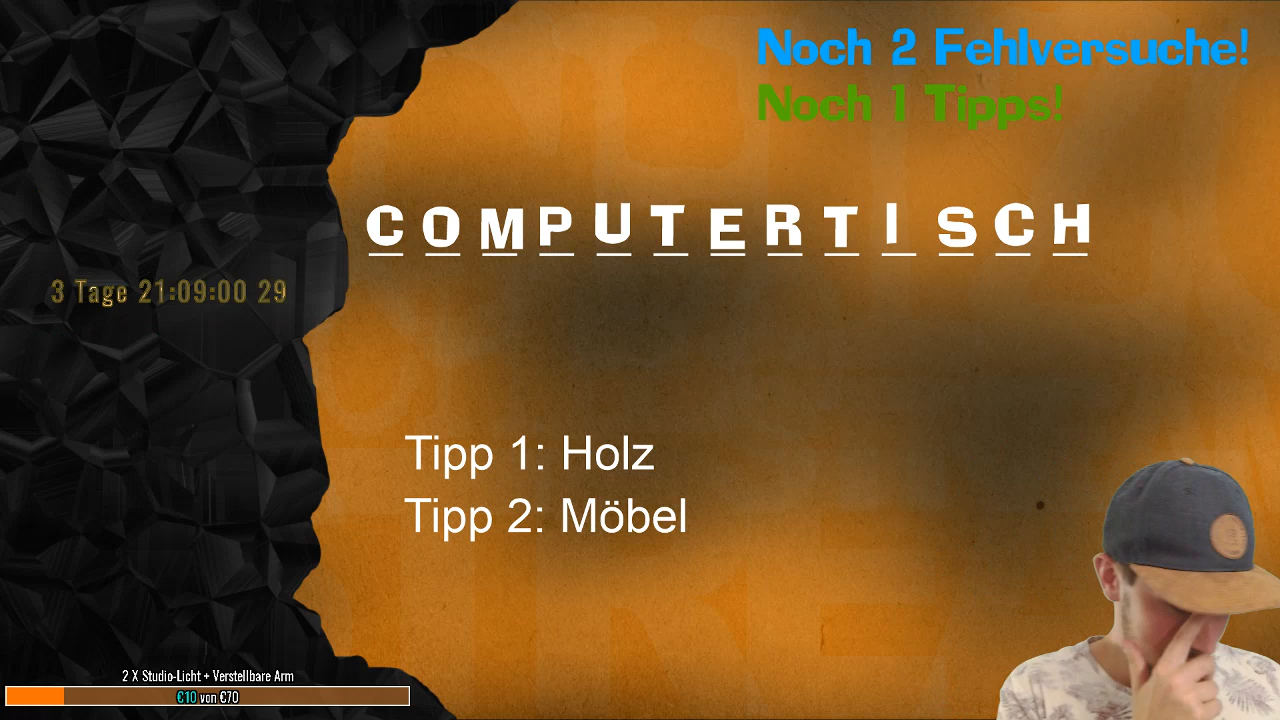 Noch 2 Fehlversuche!
Noch 1 Tipps!
COMPUTERTISCH
3 Tage 21:09:00 29
Tipp 1: Holz
Tipp 2: Möbel
2 X Studio-Licht + Verstellbare Arm
€10 von €70